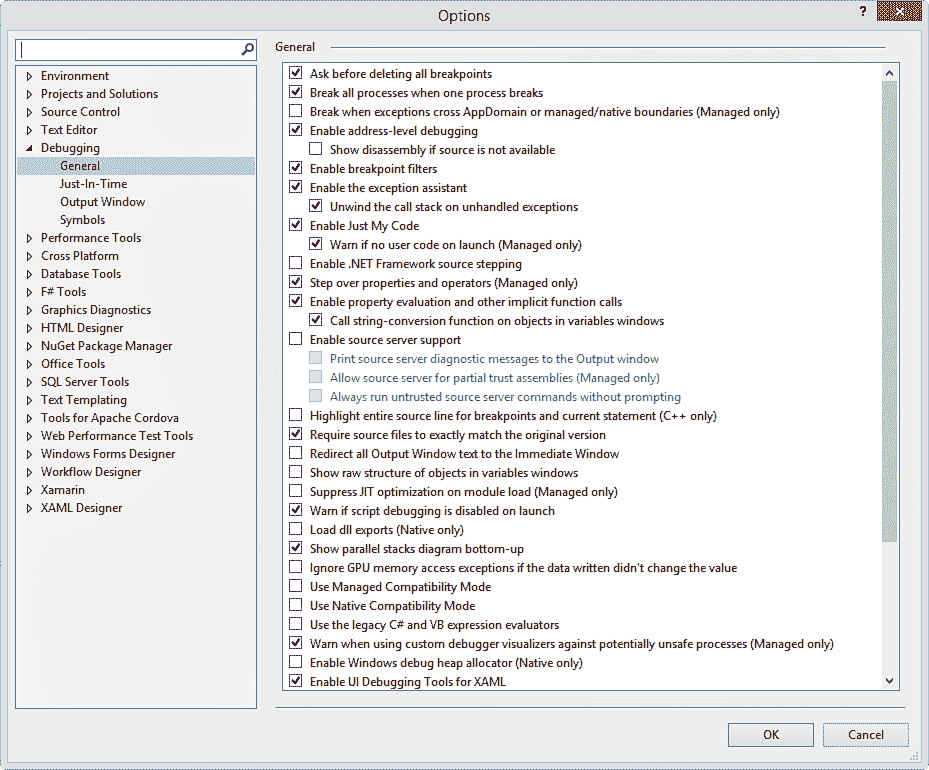 Options
?
General
Environment
Projects and Solutions
Source Control
Text Editor
Debugging
General
Just-In-Time
Output Window
Symbols
Performance Tools
Cross Platform
Database Tools
F# Tools
Graphics Diagnostics
HTML Designer
NuGet Package Manager
Office Tools
SQL Server Tools
Text Templating
Tools for Apache Cordova
Web Performance Test Tools
Windows Forms Designer
Workflow Designer
Xamarin
XAML Designer
Ask before deleting all breakpoints
Break all processes when one process breaks
Break when exceptions cross AppDomain or managed/native boundaries (Managed only)
Enable address-level debugging
Show disassembly if source is not available
Enable breakpoint filters
Enable the exception assistant
Unwind the call stack on unhandled exceptions
Enable Just My Code
Warn if no user code on launch (Managed only)
Enable .NET Framework source stepping
Step over properties and operators (Managed only)
Enable property evaluation and other implicit function calls
Call string-conversion function on objects in variables windows
Enable source server support
Print source server diagnostic messages to the Output window
Allow source server for partial trust assemblies (Managed only)
Always run untrusted source server commands without prompting
Highlight entire source line for breakpoints and current statement (C++ only)
Require source files to exactly match the original version
Redirect all Output Window text to the Immediate Window
Show raw structure of objects in variables windows
Suppress JIT optimization on module load (Managed only)
Warn if script debugging is disabled on launch
Load dll exports (Native only)
Show parallel stacks diagram bottom-up
Ignore GPU memory access exceptions if the data written didn't change the value
Use Managed Compatibility Mode
Use Native Compatibility Mode
Use the legacy C# and VB expression evaluators
Warn when using custom debugger visualizers against potentially unsafe processes (Managed only)
Enable Windows debug heap allocator (Native only)
Enable UI Debugging Tools for XAML
OK
Cancel